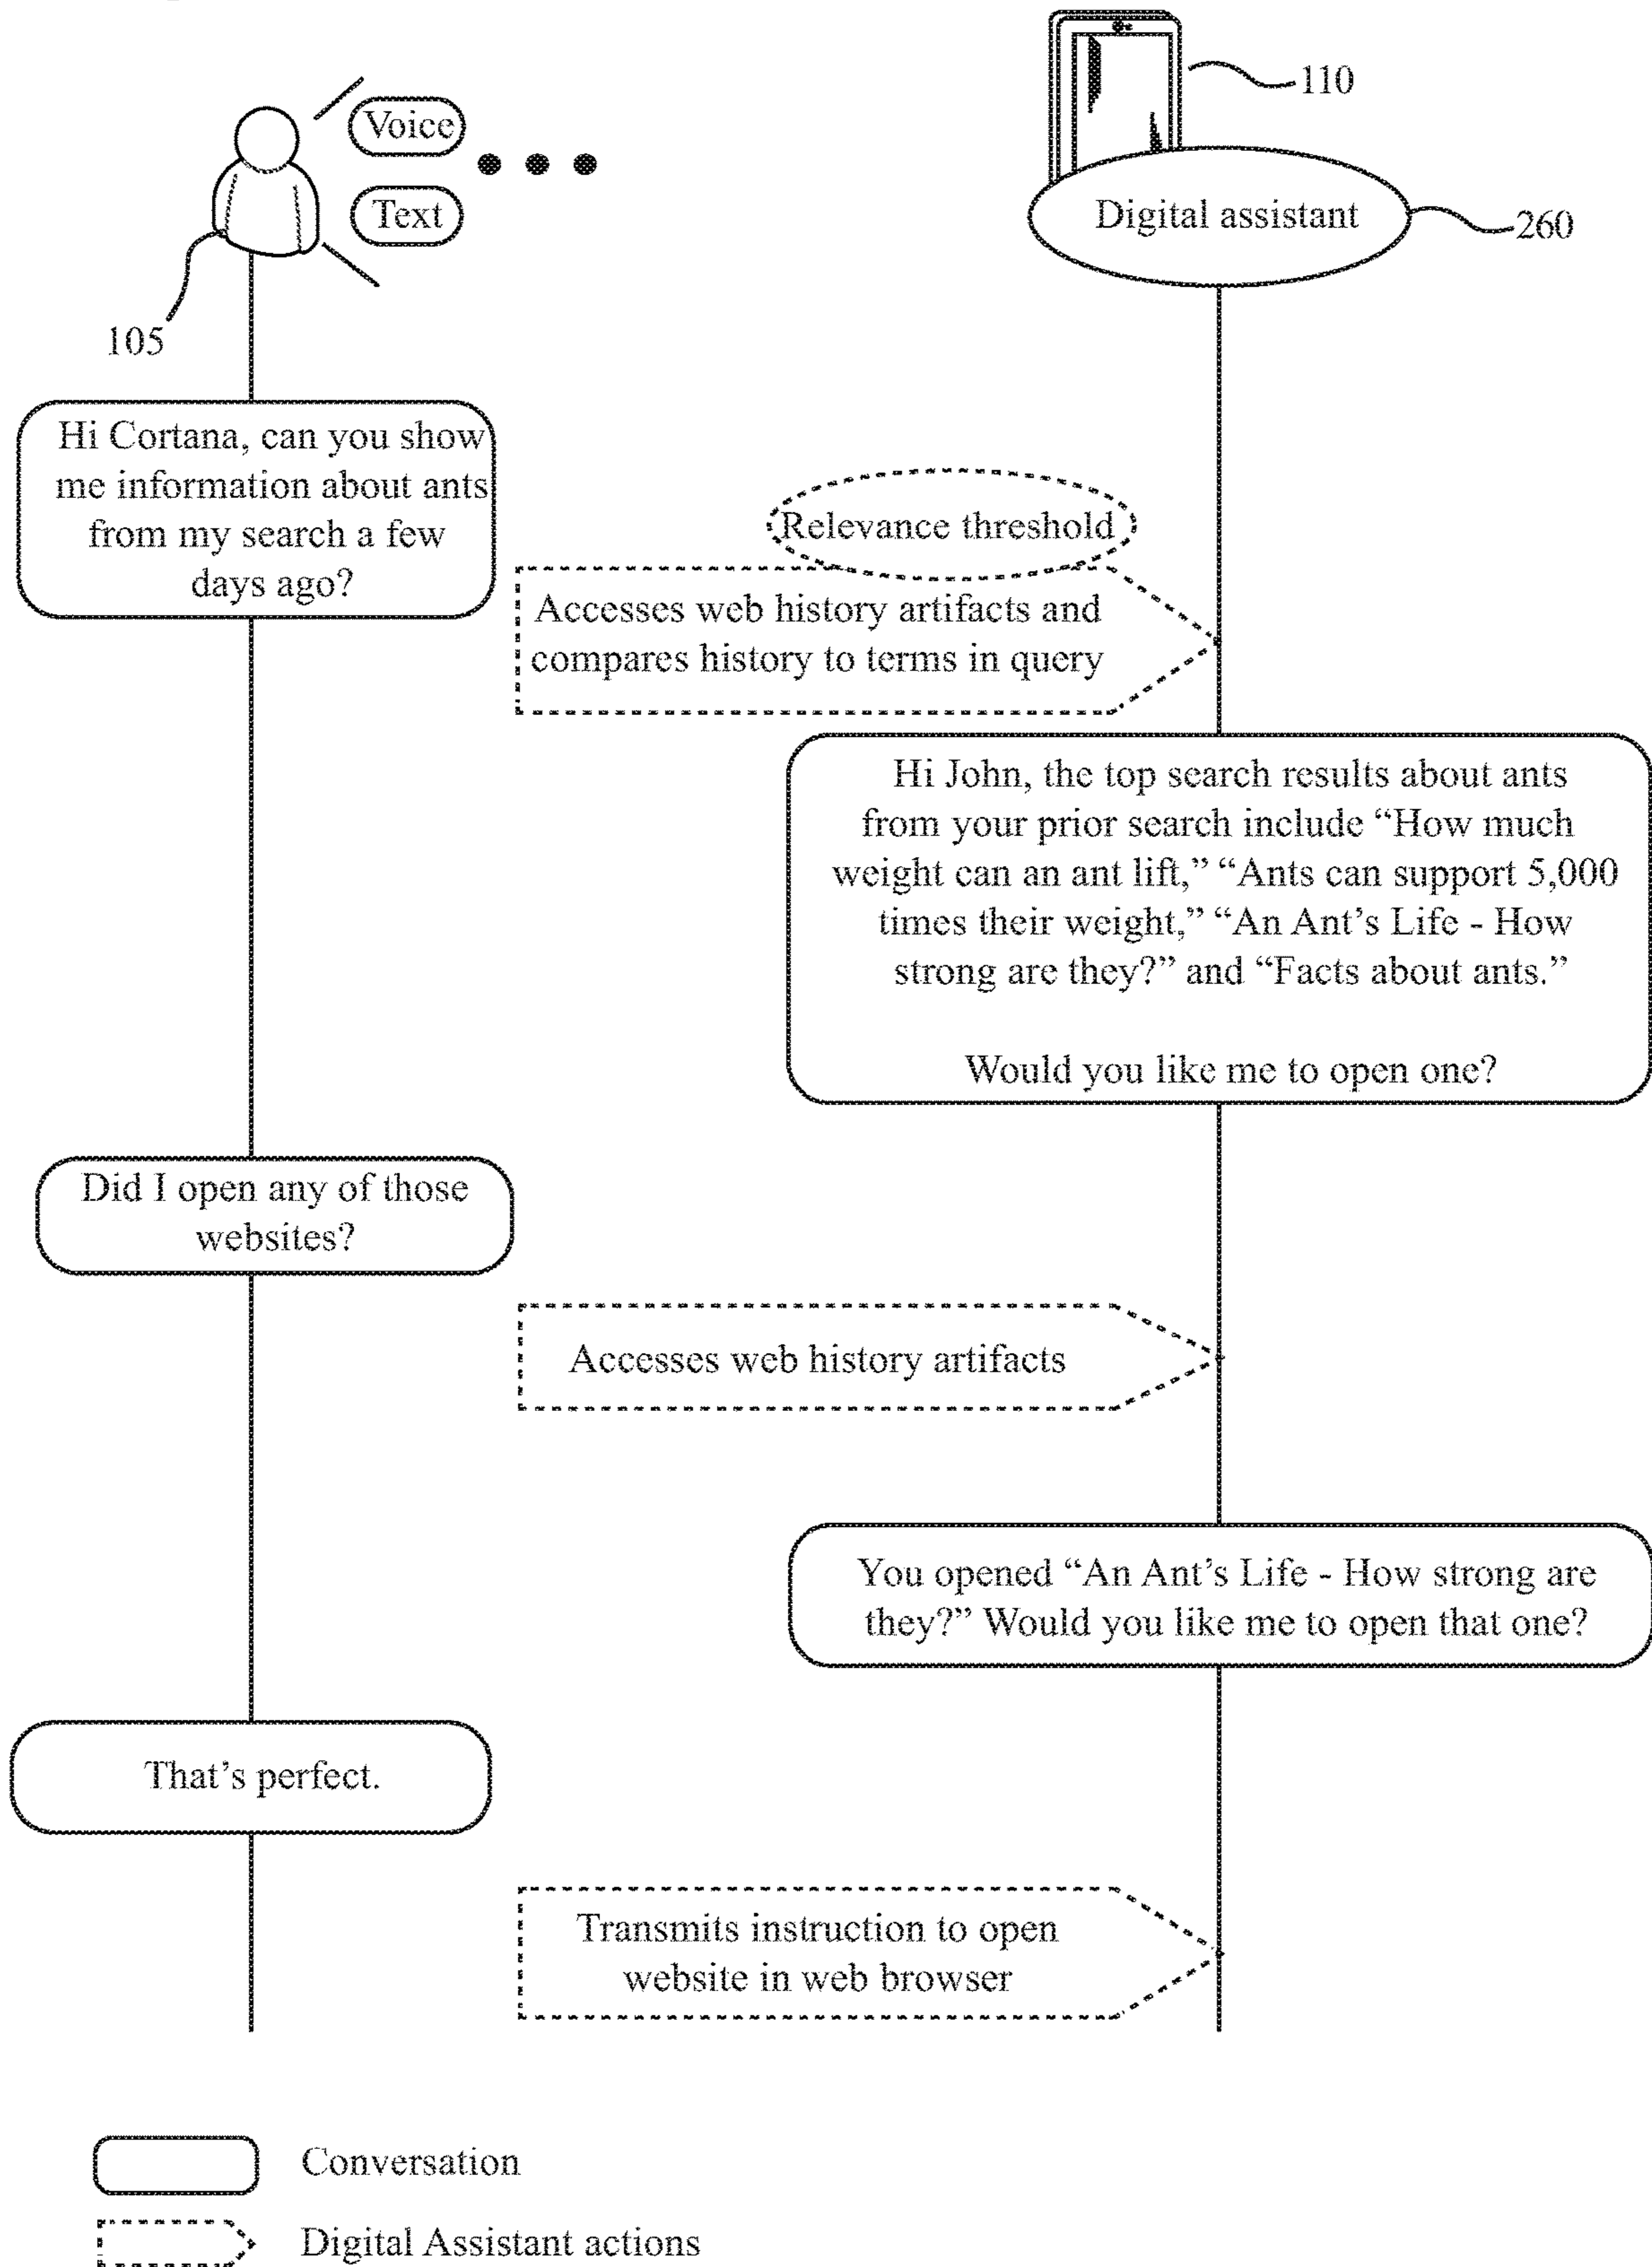 Voice
Text
110
Digital assistant
260
105
Hi Cortana, can you show
me information about ants
from my search a few
days ago?
Relevance threshold
Accesses web history artifacts and
compares history to terms in query
Hi John, the top search results about ants
from your prior search include “How much
weight can an ant lift,” “Ants can support 5,000
times their weight,” “An Ant’s Life - How
strong are they?” and “Facts about ants.”
Would you like me to open one?
Did I open any of those
websites?
Accesses web history artifacts
You opened “An Ant’s Life - How strong are
they?” Would you like me to open that one?
That’s perfect.
Transmits instruction to open
website in web browser
Conversation
Digital Assistant actions